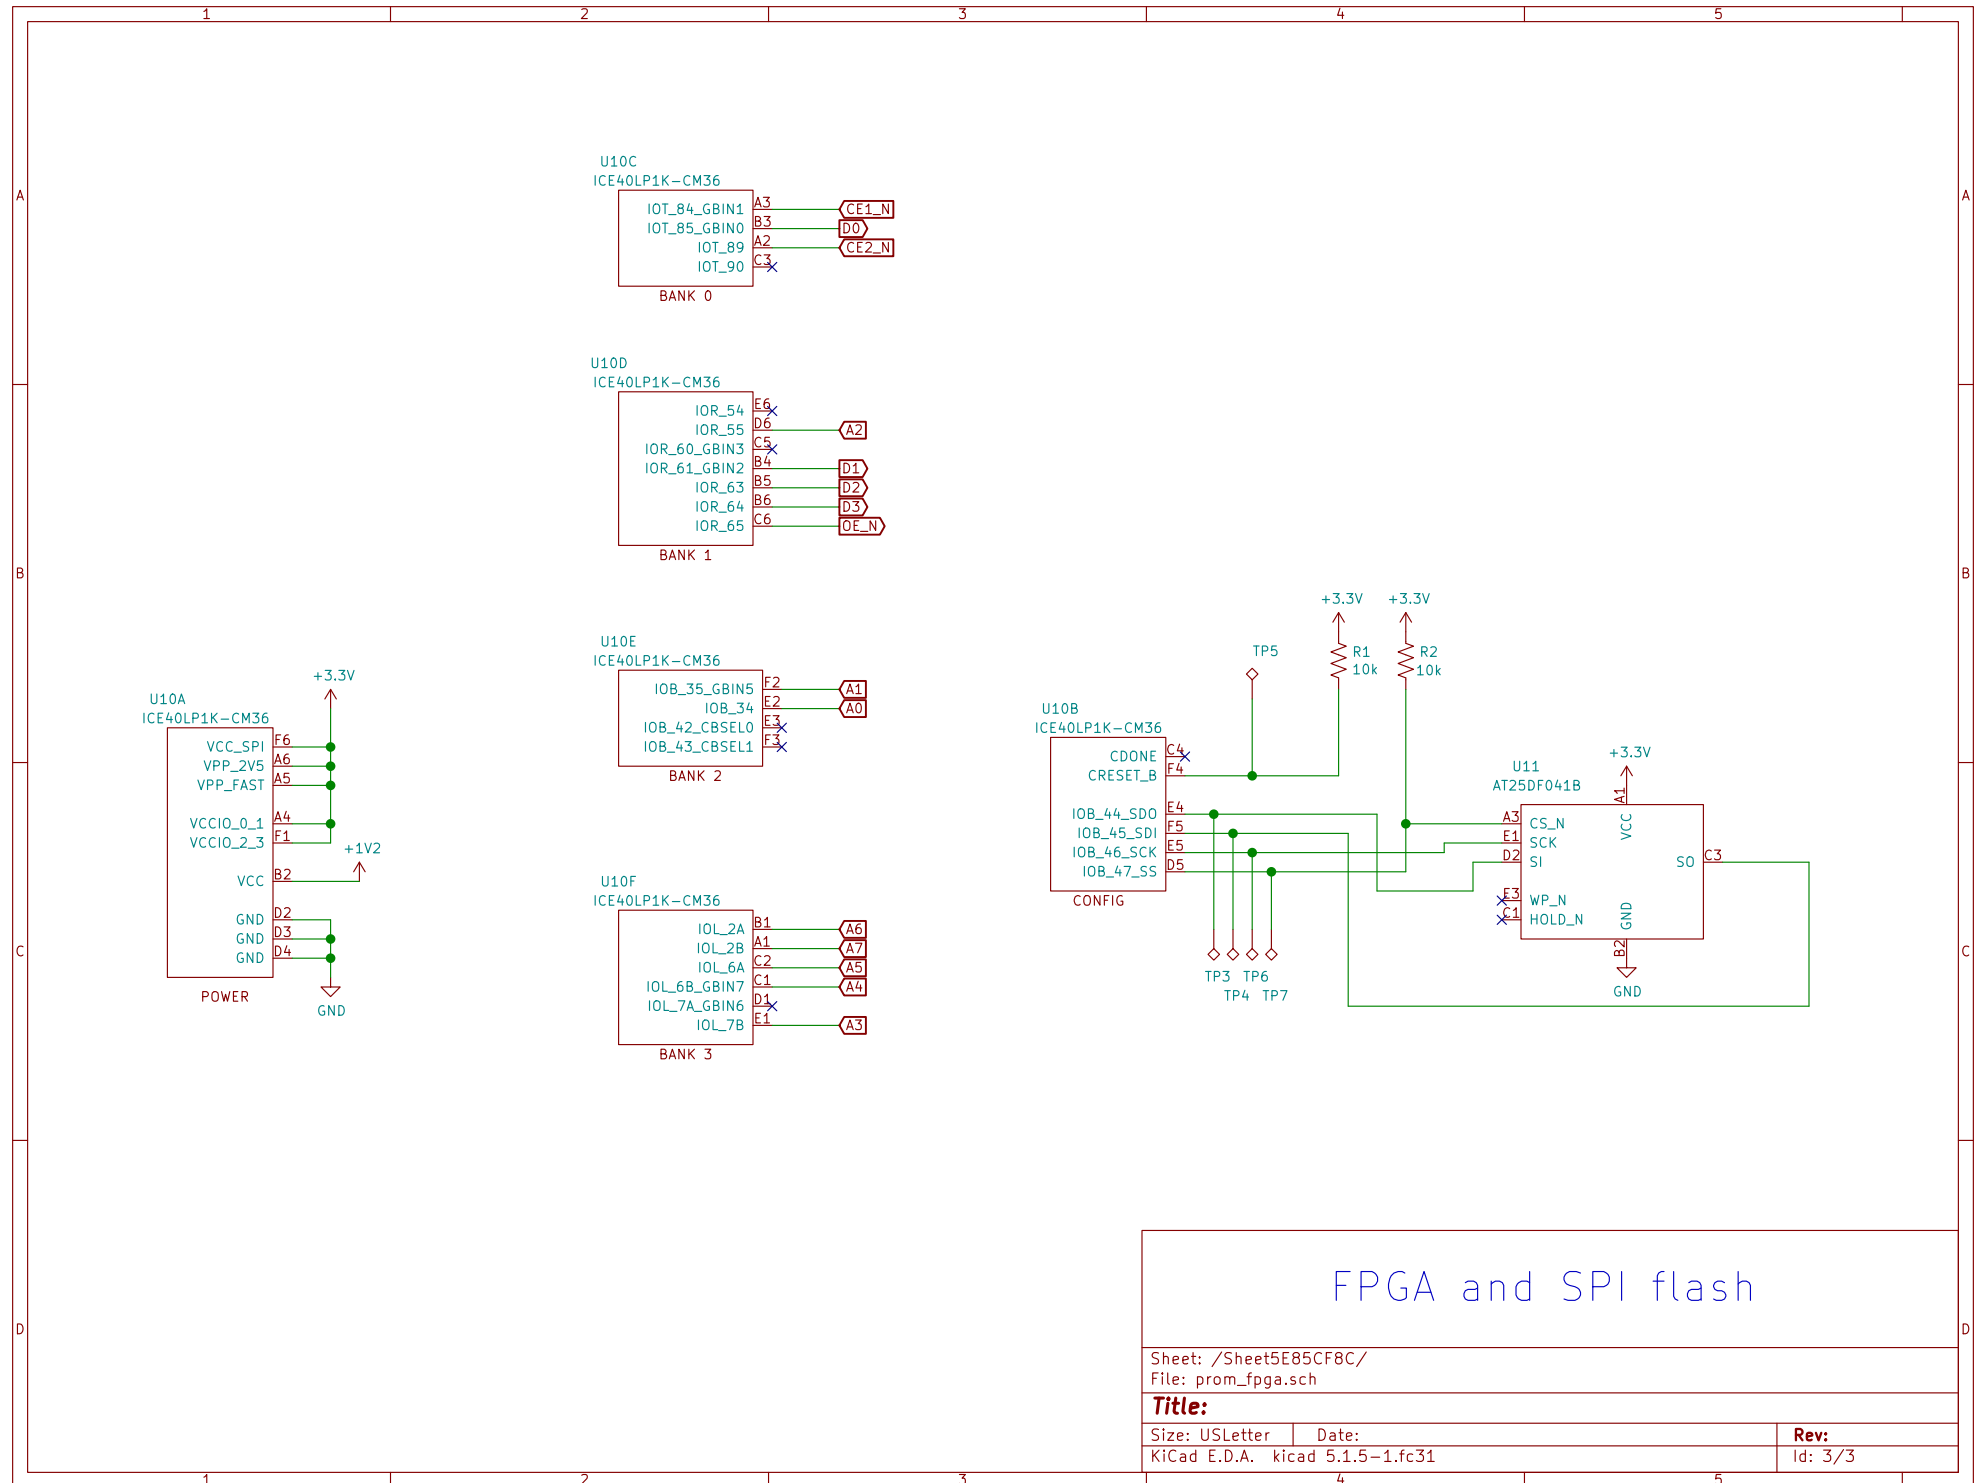 1 2 3 4 5
A A
B B
C C
D D
U10C
ICE40LP1K-CM36
IOT_84_GBIN1 A3 CE1_N
IOT_85_GBIN0 B3 D0
IOT_89 A2 CE2_N
IOT_90 C3
BANK 0
U10D
ICE40LP1K-CM36
IOR_54 E6
IOR_55 D6 A2
IOR_60_GBIN3 C5
IOR_61_GBIN2 B4 D1
IOR_63 B5 D2
IOR_64 B6 D3
IOR_65 C6 OE_N
BANK 1
U10E
ICE40LP1K-CM36
IOB_35_GBIN5 F2 A1
IOB_34 E2 A0
IOB_42_CBSEL0 E3
IOB_43_CBSEL1 F3
BANK 2
U10F
ICE40LP1K-CM36
IOL_2A B1 A6
IOL_2B A1 A7
IOL_6A C2 A5
IOL_6B_GBIN7 C1 A4
IOL_7A_GBIN6 D1
IOL_7B E1 A3
BANK 3
+3.3V
U10A
ICE40LP1K-CM36
VCC_SPI F6
VPP_2V5 A6
VPP_FAST A5
VCCIO_0_1 A4
VCCIO_2_3 F1
+1V2
VCC B2
GND D2
GND D3
GND D4
POWER
GND
+3.3V +3.3V
TP5
R1
10k
R2
10k
U10B
ICE40LP1K-CM36
CDONE C4
CRESET_B F4
IOB_44_SDO E4
IOB_45_SDI F5
IOB_46_SCK E5
IOB_47_SS D5
CONFIG
TP3 TP6
TP4 TP7
+3.3V
U11
AT25DF041B
A1 VCC
A3 CS_N
E1 SCK
D2 SI
SO C3
E3 WP_N
C1 HOLD_N
GND B2
GND
FPGA and SPI flash
Sheet: /Sheet5E85CF8C/
File: prom_fpga.sch
Title:
Size: USLetter Date: Rev:
KiCad E.D.A. kicad 5.1.5-1.fc31 Id: 3/3
1 2 3 4 5